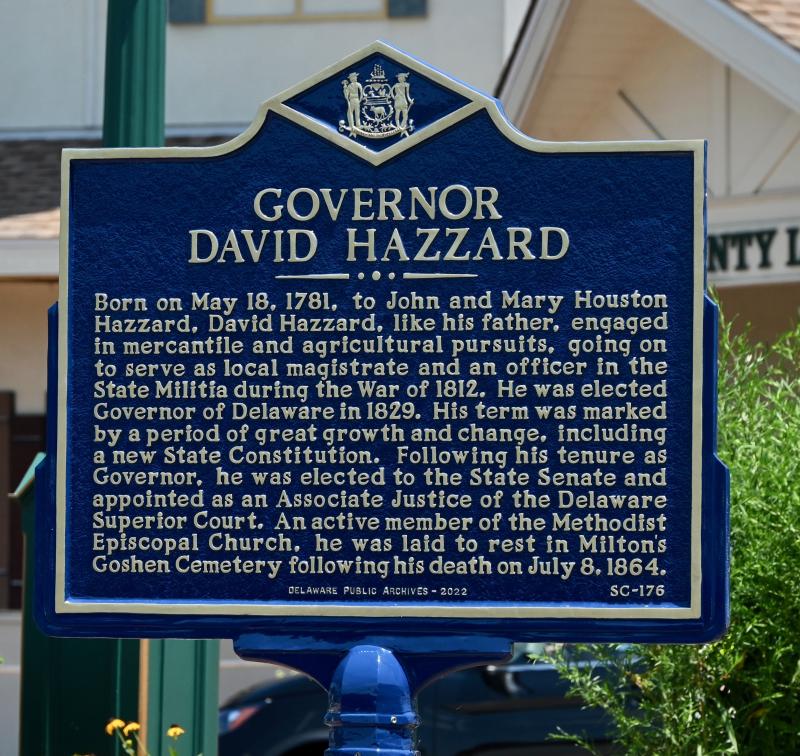 GOVERNOR
DAVID HAZZARD
Born on May 18, 1781, to John and Mary Houston
Hazzard, David Hazzard, like his father, engaged
in mercantile and agricultural pursuits, going on
to serve as local magistrate and an officer in the
State Militia during the War of 1812. He was elected
Governor of Delaware in 1829. His term was marked
by a period of great growth and change, including
a new State Constitution. Following his tenure as
Governor, he was elected to the State Senate and
appointed as an Associate Justice of the Delaware
Superior Court. An active member of the Methodist
Episcopal Church, he was laid to rest in Milton's
Goshen Cemetery following his death on July 8, 1864.
DELAWARE PUBLIC ARCHIVES - 2022 SC-176
NTY L